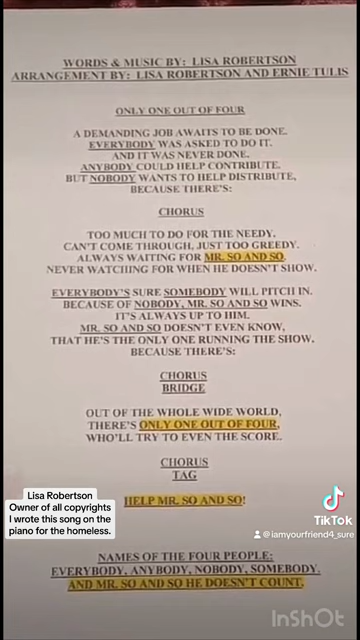 WORDS & MUSIC BY: LISA ROBERTSON
ARRANGEMENT BY: LISA ROBERTSON AND ERNIE TULIS
ONLY ONE OUT OF FOUR
A DEMANDING JOB AWAITS TO BE DONE.
EVERYBODY WAS ASKED TO DO IT.
AND IT WAS NEVER DONE.
ANYBODY COULD HELP CONTRIBUTE.
BUT NOBODY WANTS TO HELP DISTRIBUTE,
BECAUSE THERE'S:
CHORUS
TOO MUCH TO DO FOR THE NEEDY.
CAN'T COME THROUGH, JUST TOO GREEDY.
ALWAYS WAITING FOR MR. SO AND SO.
NEVER WATCHING FOR WHEN HE DOESN'T SHOW.
EVERYBODY'S SURE SOMEBODY WILL PITCH IN.
BECAUSE OF NOBODY, MR. SO AND SO WINS.
IT'S ALWAYS UP TO HIM.
MR. SO AND SO DOESN'T EVEN KNOW,
THAT HE'S THE ONLY ONE RUNNING THE SHOW.
BECAUSE THERE'S:
CHORUS
BRIDGE
OUT OF THE WHOLE WIDE WORLD,
THERE'S ONLY ONE OUT OF FOUR,
WHO'LL TRY TO EVEN THE SCORE.
CHORUS
TAG
HELP MR. SO AND SO!
Lisa Robertson
Owner of all copyrights
I wrote this song on the
piano for the homeless.
TikTok
@iamyourfriend4_sure
NAMES OF THE FOUR PEOPLE:
EVERYBODY, ANYBODY, NOBODY, SOMEBODY,
AND MR. SO AND SO HE DOESN'T COUNT.
InShOt